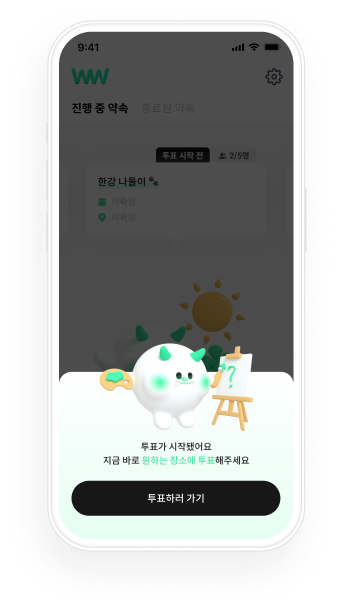 9:41
WW
진행 중 약속 종료된 약속
투표 시작 전 2/5명
한강 나들이
미확정
미확정
?
투표가 시작됐어요
지금 바로 원하는 장소에 투표해주세요
투표하러 가기